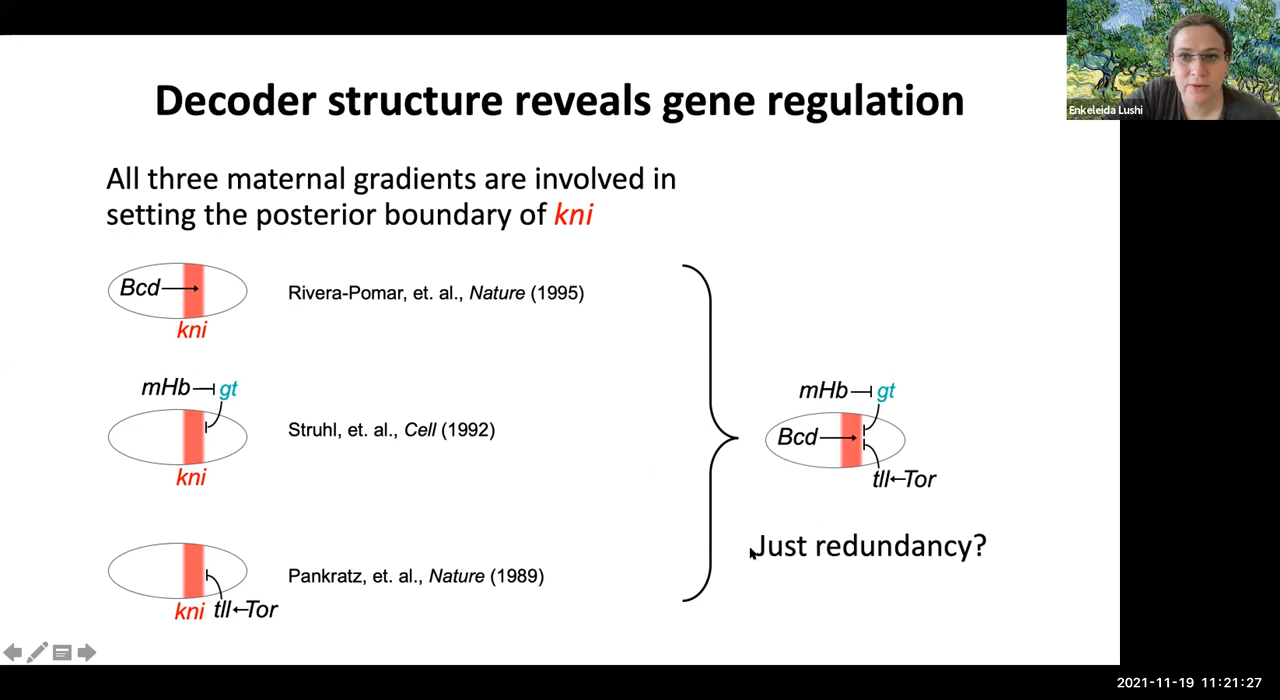 Decoder structure reveals gene regulation
Enkeleida Lushi
All three maternal gradients are involved in
setting the posterior boundary of kni
Bcd
kni
Rivera-Pomar, et. al., Nature (1995)
mHb gt
kni
Struhl, et. al., Cell (1992)
kni tll Tor
Pankratz, et. al., Nature (1989)
mHb gt
Bcd
tll Tor
Just redundancy?
2021-11-19 11:21:27